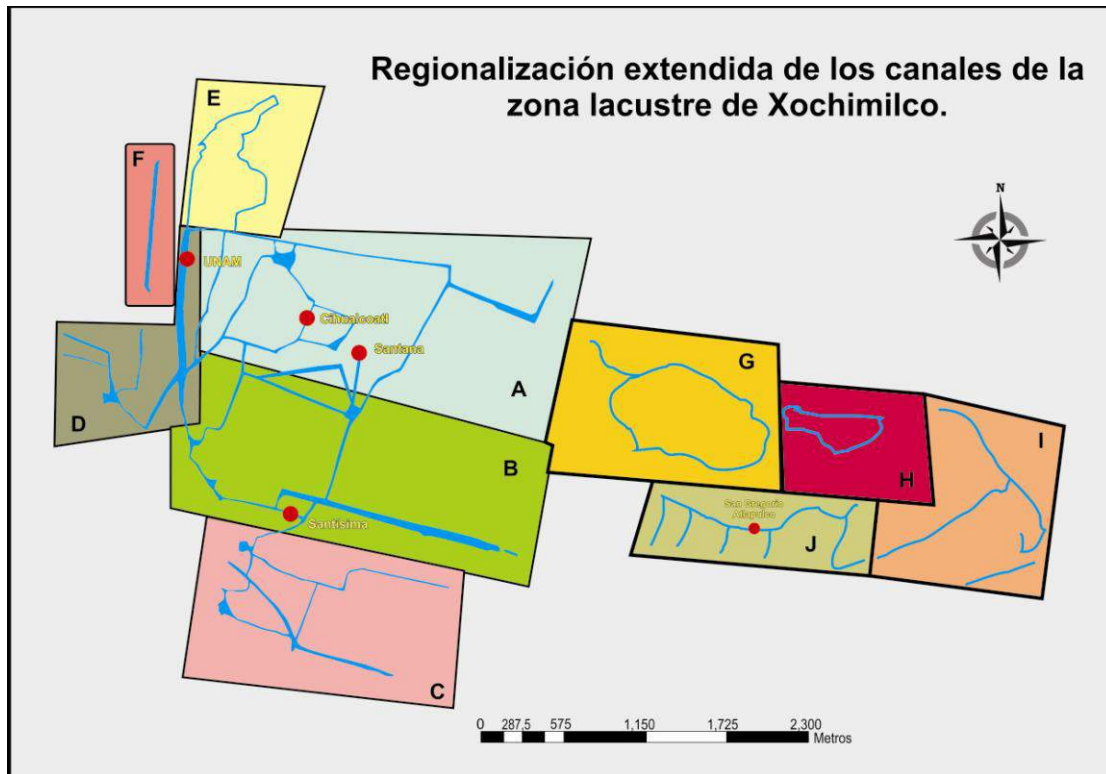 Regionalización extendida de los canales de la
zona lacustre de Xochimilco.
E
F
N
UNAM
Cihualcoatl
Santana
G
A
D
I
B
H
San Gregorio
Atlapulco
Santisima
J
C
0 287,5 575 1,150 1,725 2,300
Metros